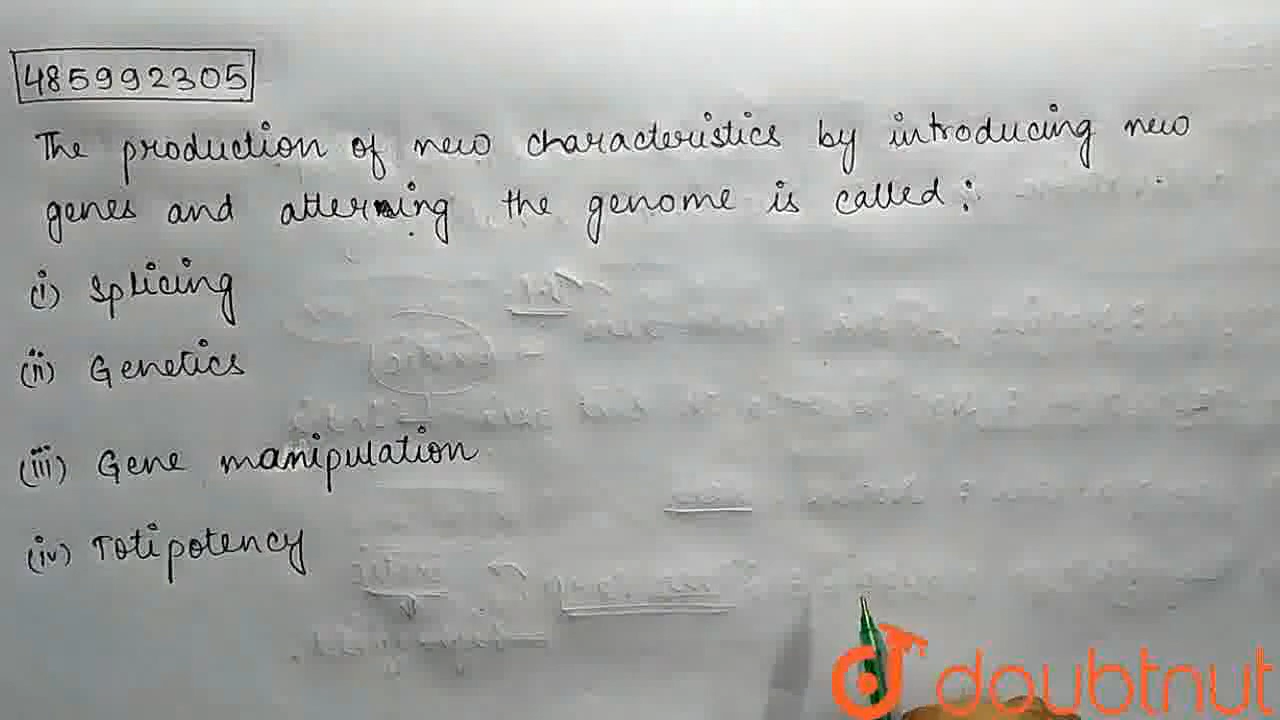 485992305
The production of new characteristics by introducing new
genes and altering the genome is called :
(i) Splicing
(ii) Genetics
(iii) Gene manipulation
(iv) Totipotency
doubtnut